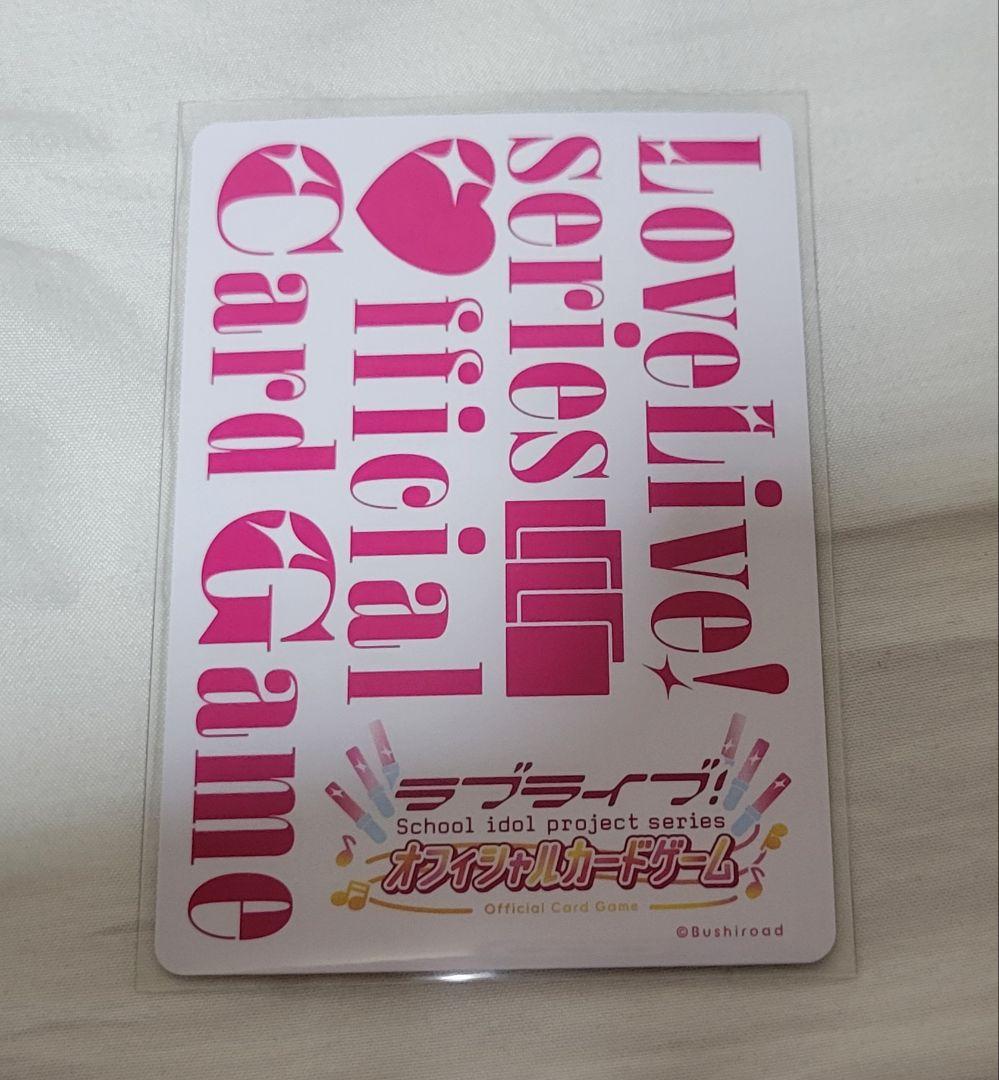 LoveLive!
series
♥fficial
Card Game
ラブライブ!
School idol project series
オフィシャルカードゲーム
Official Card Game
©Bushiroad